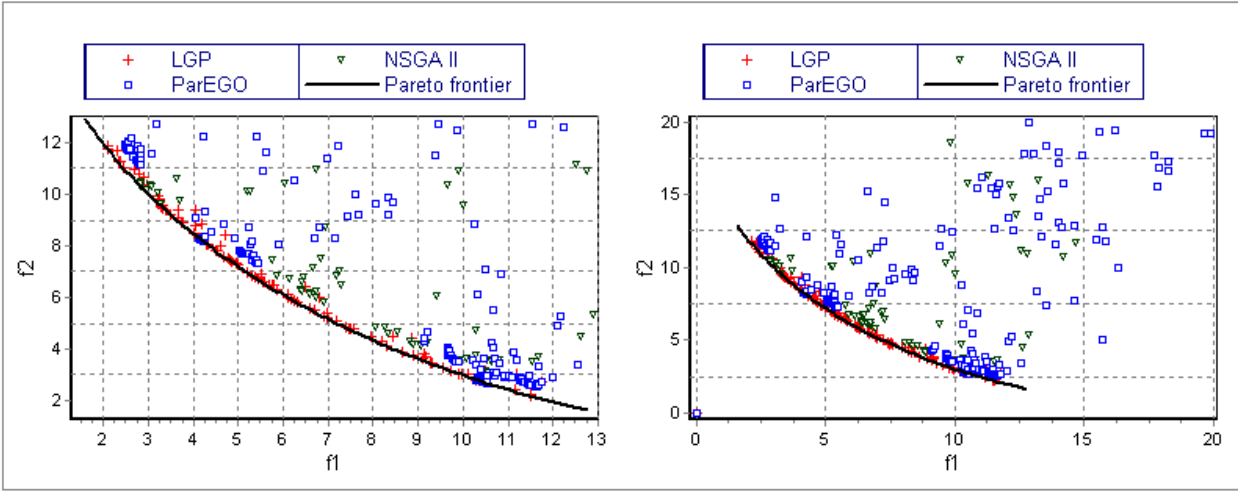 LGP NSGA II
ParEGO Pareto frontier
12
10
8
6
4
2
f2
2 3 4 5 6 7 8 9 10 11 12 13
f1
LGP NSGA II
ParEGO Pareto frontier
20
15
10
5
0
f2
0 5 10 15 20
f1